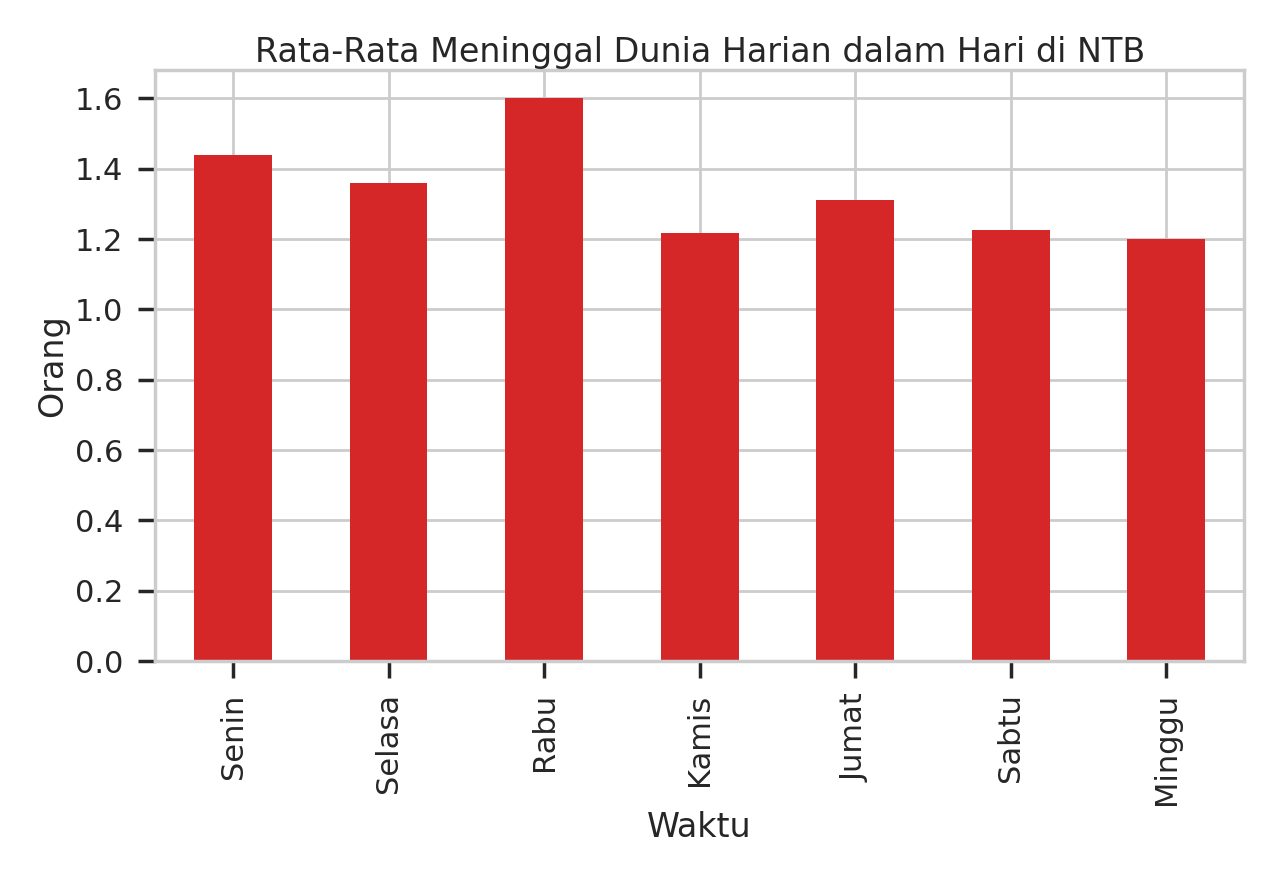 Rata-Rata Meninggal Dunia Harian dalam Hari di NTB
1.6
1.4
1.2
1.0
0.8
0.6
0.4
0.2
0.0
Orang
Senin
Selasa
Rabu
Kamis
Jumat
Sabtu
Minggu
Waktu